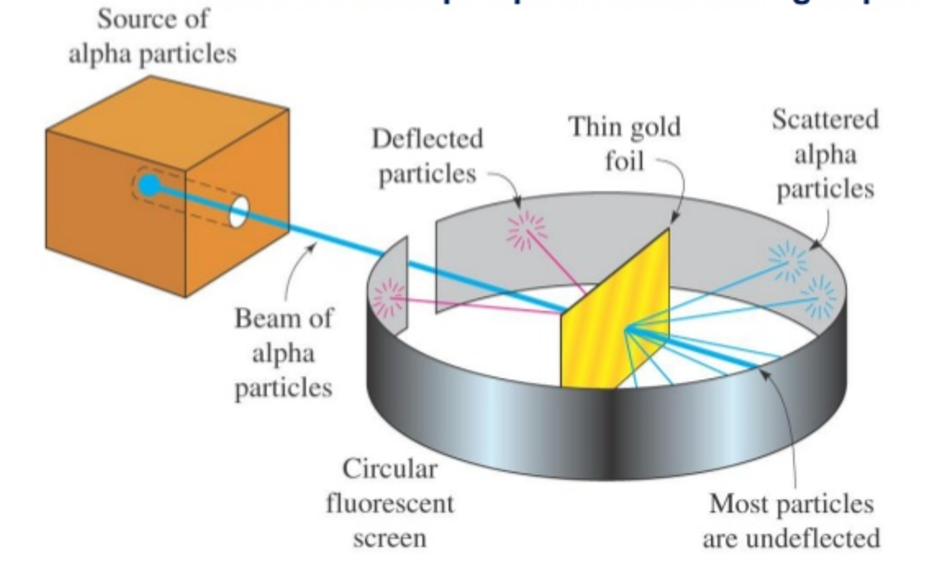 Source of
alpha particles
Deflected
particles
Thin gold
foil
Scattered
alpha
particles
Beam of
alpha
particles
Circular
fluorescent
screen
Most particles
are undeflected